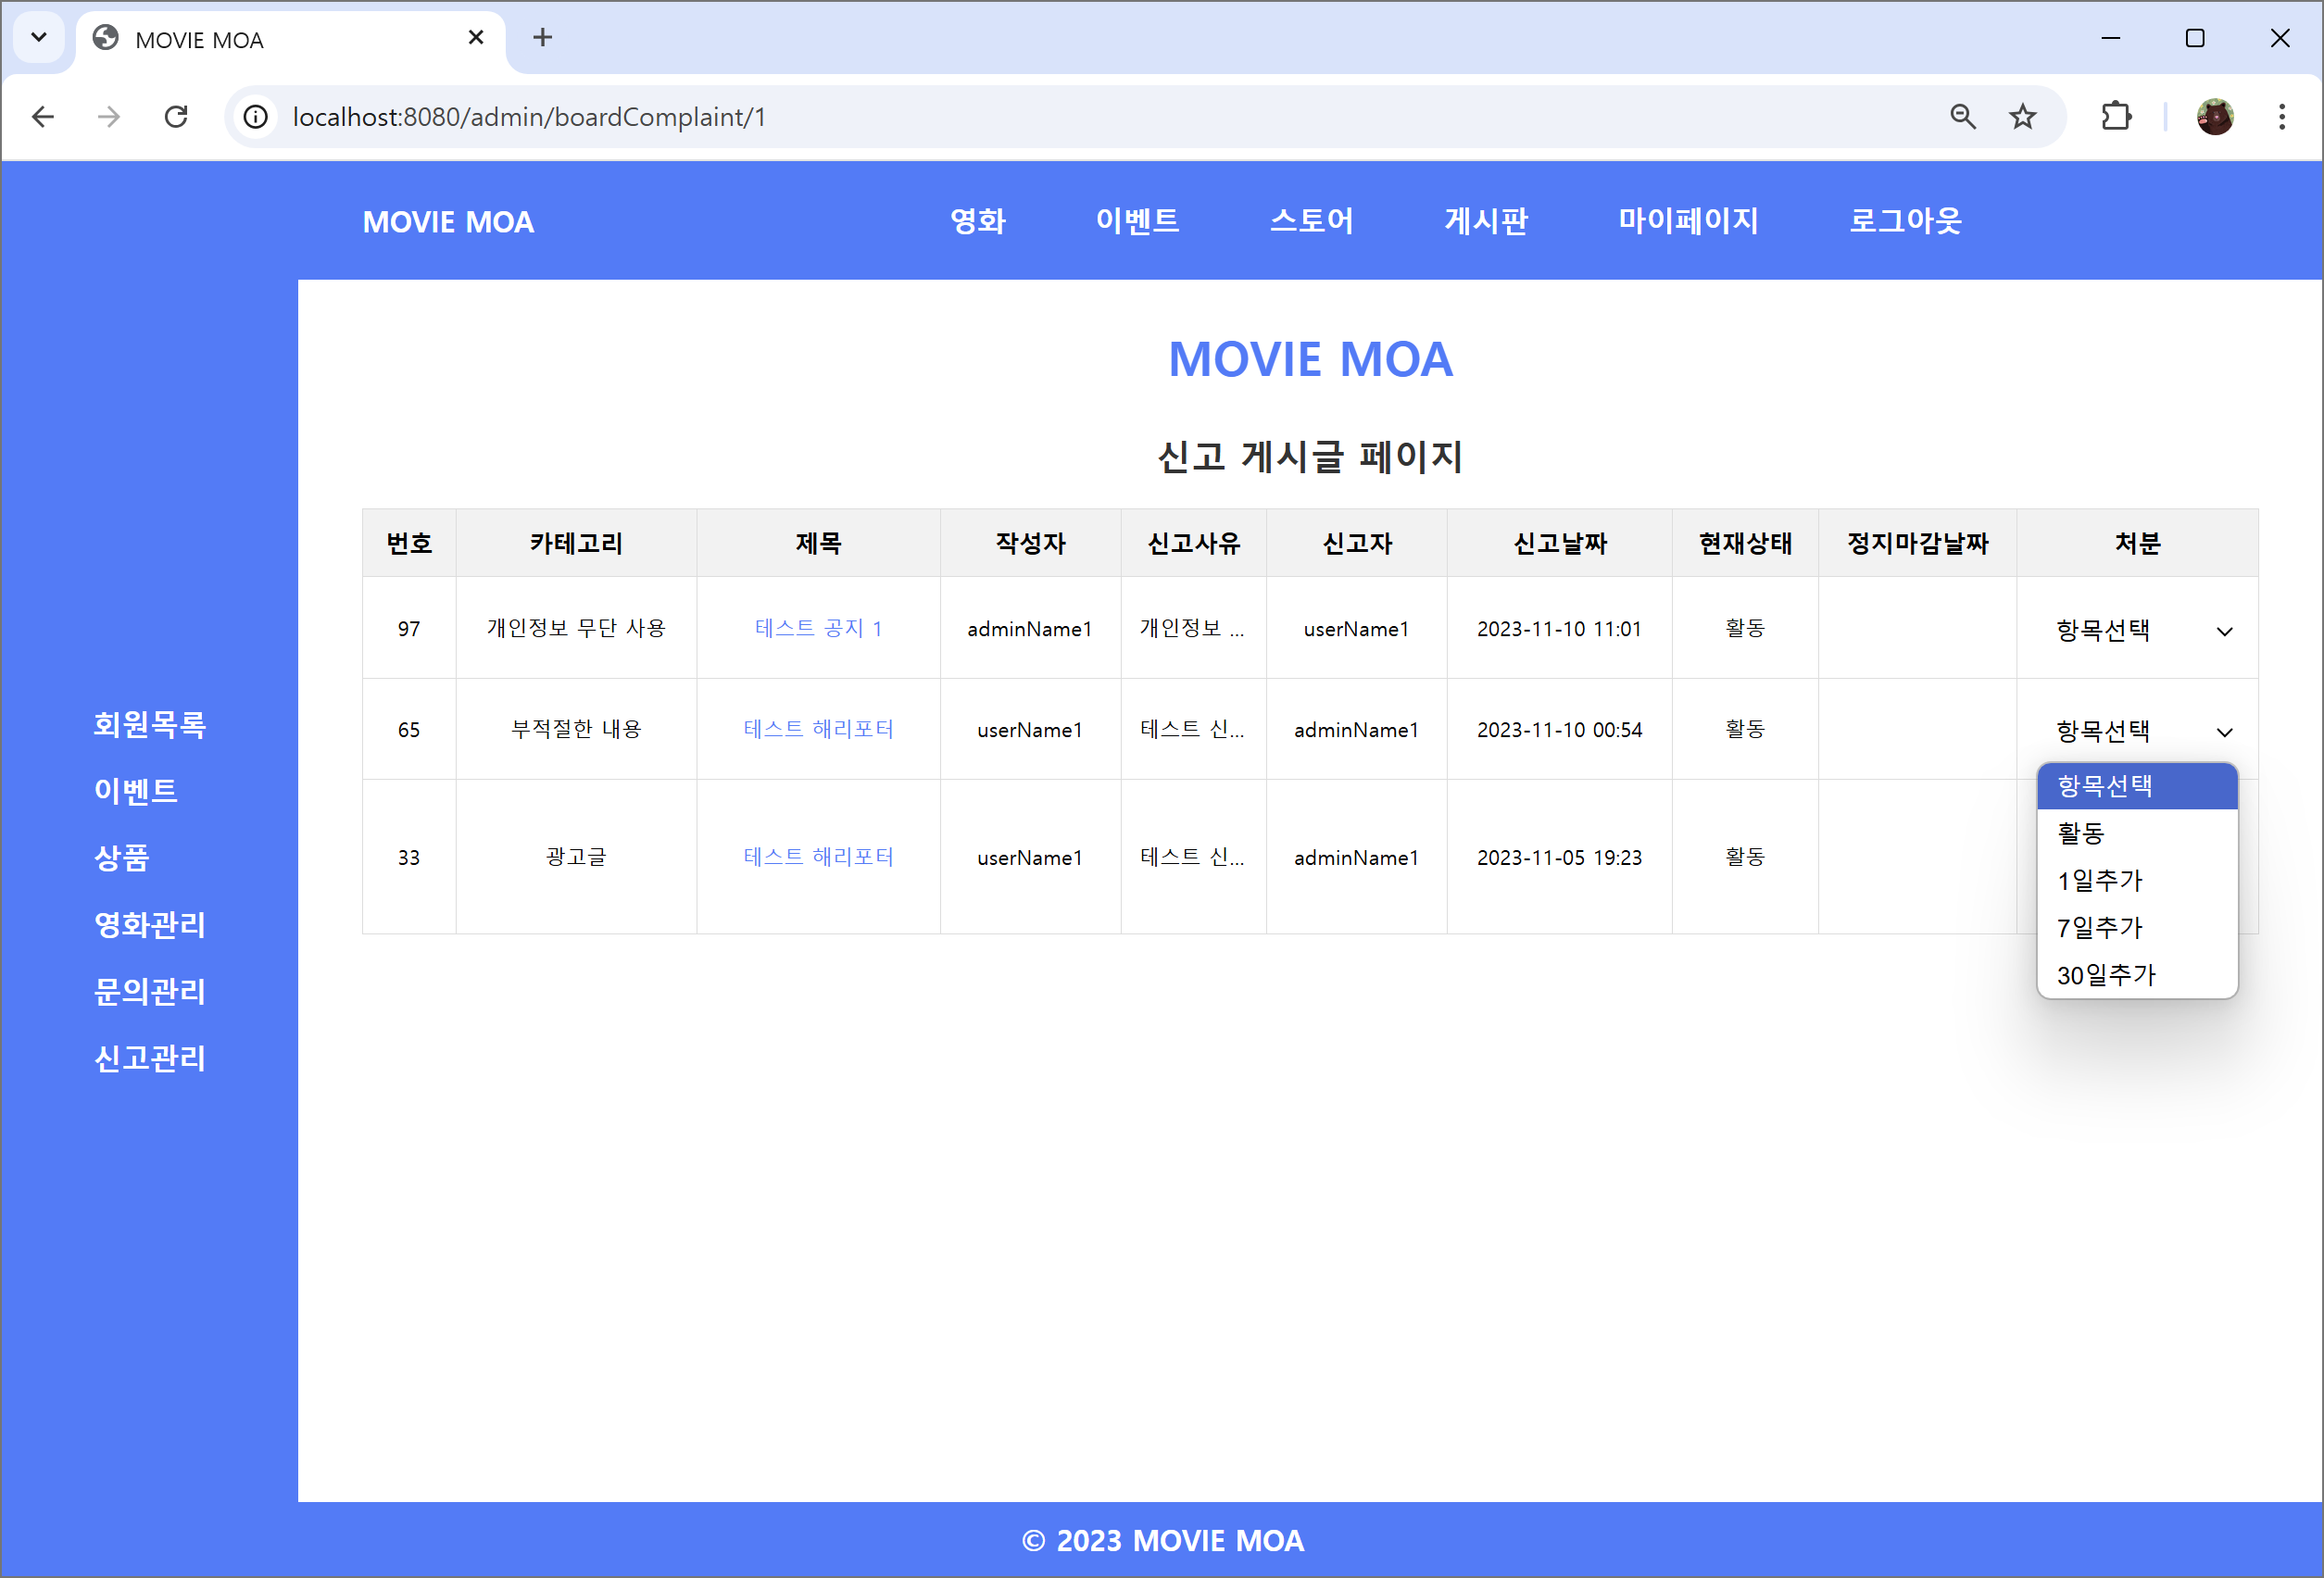 MOVIE MOA
localhost:8080/admin/boardComplaint/1
MOVIE MOA 영화 이벤트 스토어 게시판 마이페이지 로그아웃
회원목록
이벤트
상품
영화관리
문의관리
신고관리
MOVIE MOA
신고 게시글 페이지
번호 카테고리 제목 작성자 신고사유 신고자 신고날짜 현재상태 정지마감날짜 처분
97 개인정보 무단 사용 테스트 공지 1 adminName1 개인정보 ... userName1 2023-11-10 11:01 활동 항목선택
65 부적절한 내용 테스트 해리포터 userName1 테스트 신... adminName1 2023-11-10 00:54 활동 항목선택
33 광고글 테스트 해리포터 userName1 테스트 신... adminName1 2023-11-05 19:23 활동
항목선택
활동
1일추가
7일추가
30일추가
© 2023 MOVIE MOA